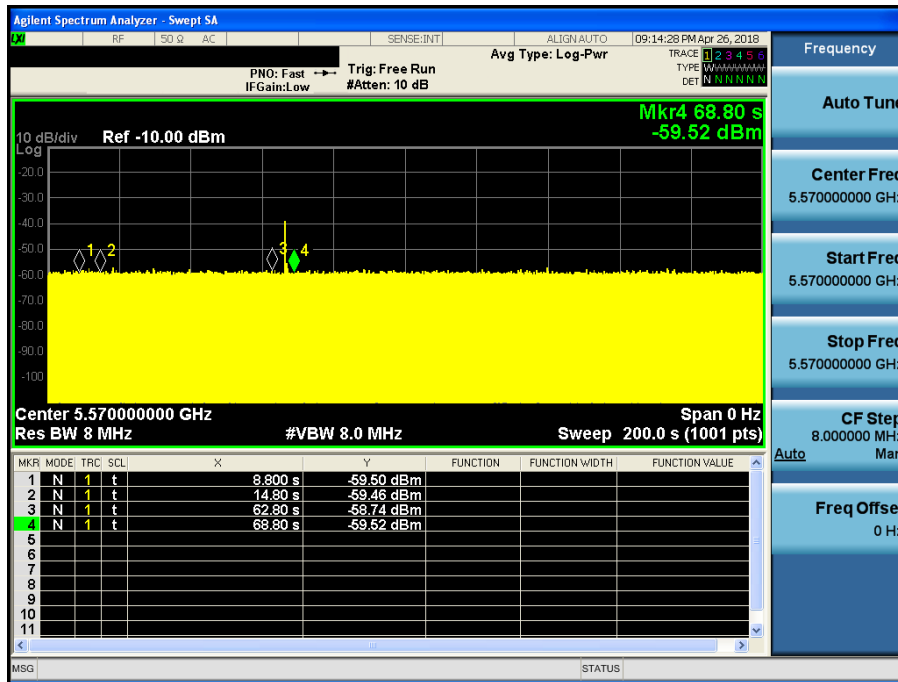 Agilent Spectrum Analyzer - Swept SA
LXI RF 50 Ω AC SENSE:INT ALIGN AUTO 09:14:28 PM Apr 26, 2018
Frequency
Avg Type: Log-Pwr TRACE 1 2 3 4 5 6
PNO: Fast Trig: Free Run TYPE W W W W W W
IFGain:Low #Atten: 10 dB DET N N N N N N
Auto Tune
Mkr4 68.80 s
10 dB/div Ref -10.00 dBm -59.52 dBm
Log
-20.0
-30.0
-40.0
-50.0
-60.0
-70.0
-80.0
-90.0
-100
1 2 3 4
Center Freq
5.570000000 GHz
Start Freq
5.570000000 GHz
Stop Freq
5.570000000 GHz
CF Step
8.000000 MHz
Auto Man
Freq Offset
0 Hz
Center 5.570000000 GHz Span 0 Hz
Res BW 8 MHz #VBW 8.0 MHz Sweep 200.0 s (1001 pts)
MKR MODE TRC SCL X Y FUNCTION FUNCTION WIDTH FUNCTION VALUE
1 N 1 t 8.800 s -59.50 dBm
2 N 1 t 14.80 s -59.46 dBm
3 N 1 t 62.80 s -58.74 dBm
4 N 1 t 68.80 s -59.52 dBm
5
6
7
8
9
10
11
MSG STATUS